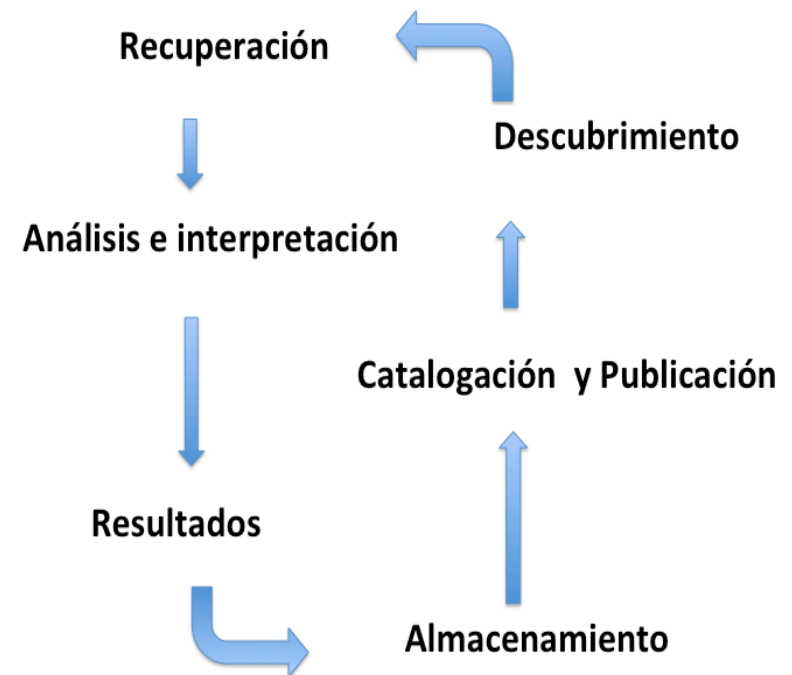 Recuperación
Descubrimiento
Análisis e interpretación
Catalogación  y Publicación
Resultados
Almacenamiento